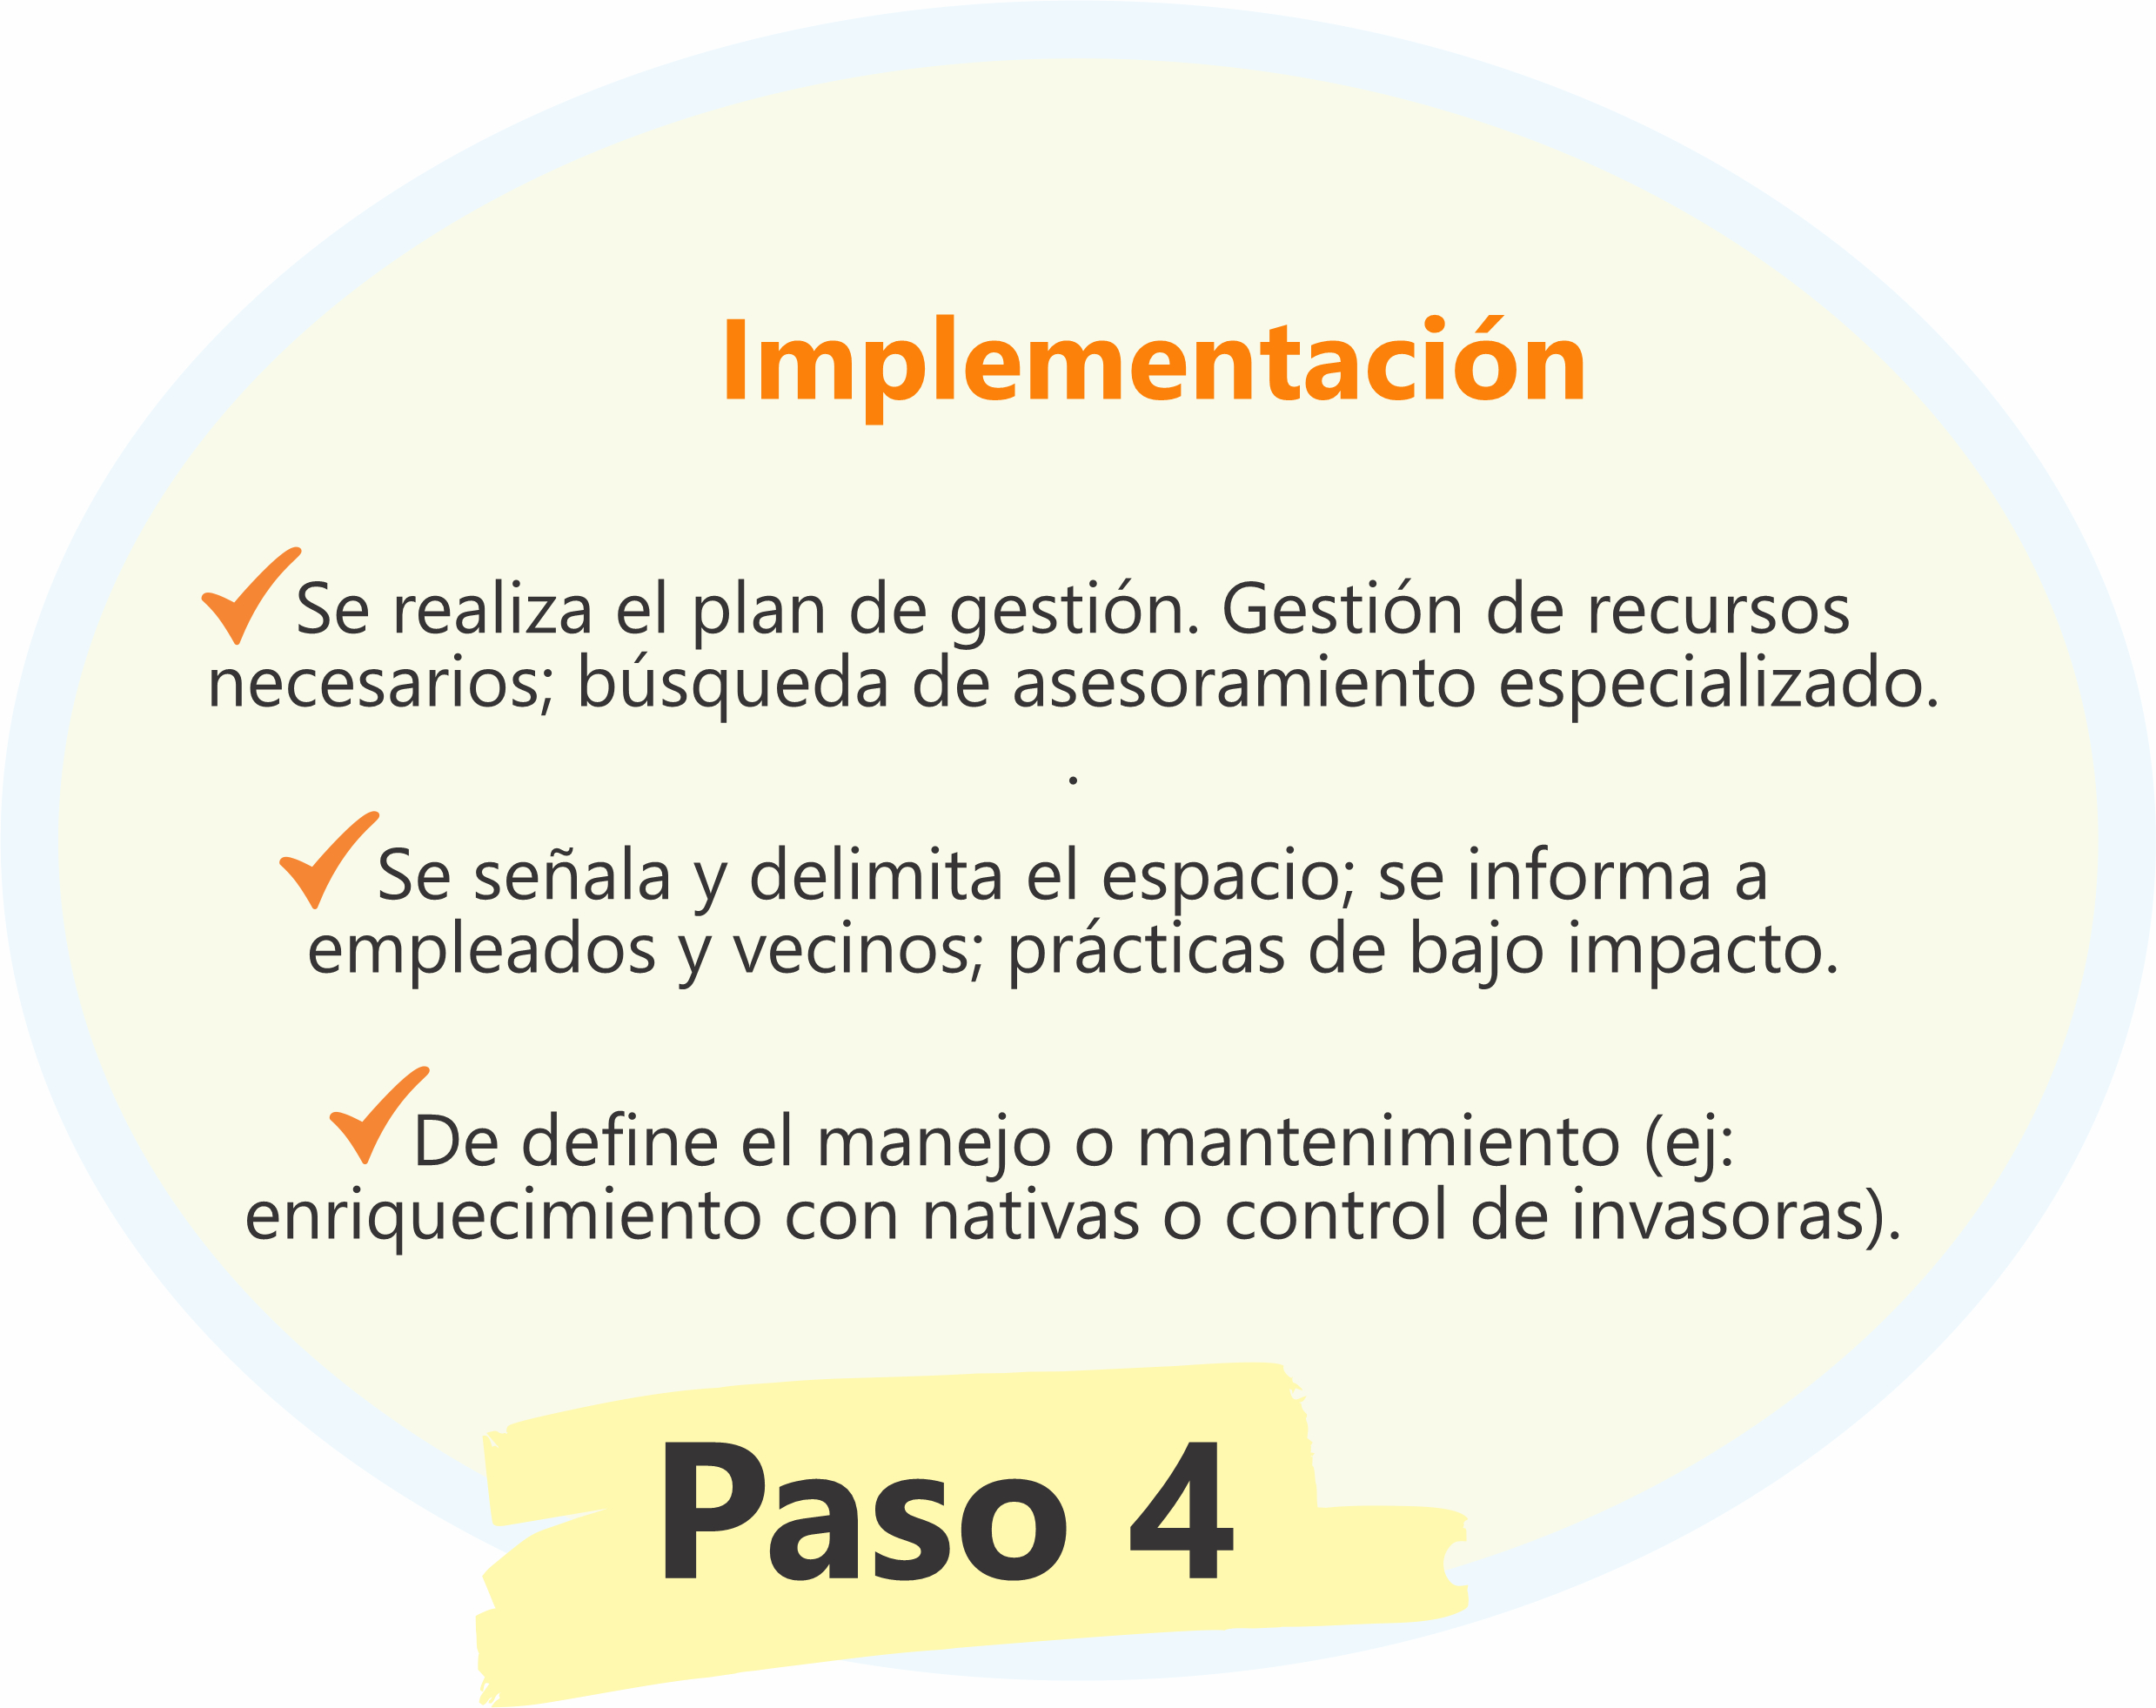 Implementación
Se realiza el plan de gestión. Gestión de recursos
necesarios; búsqueda de asesoramiento especializado.
.
Se señala y delimita el espacio; se informa a
empleados y vecinos; prácticas de bajo impacto.
De define el manejo o mantenimiento (ej:
enriquecimiento con nativas o control de invasoras).
Paso 4